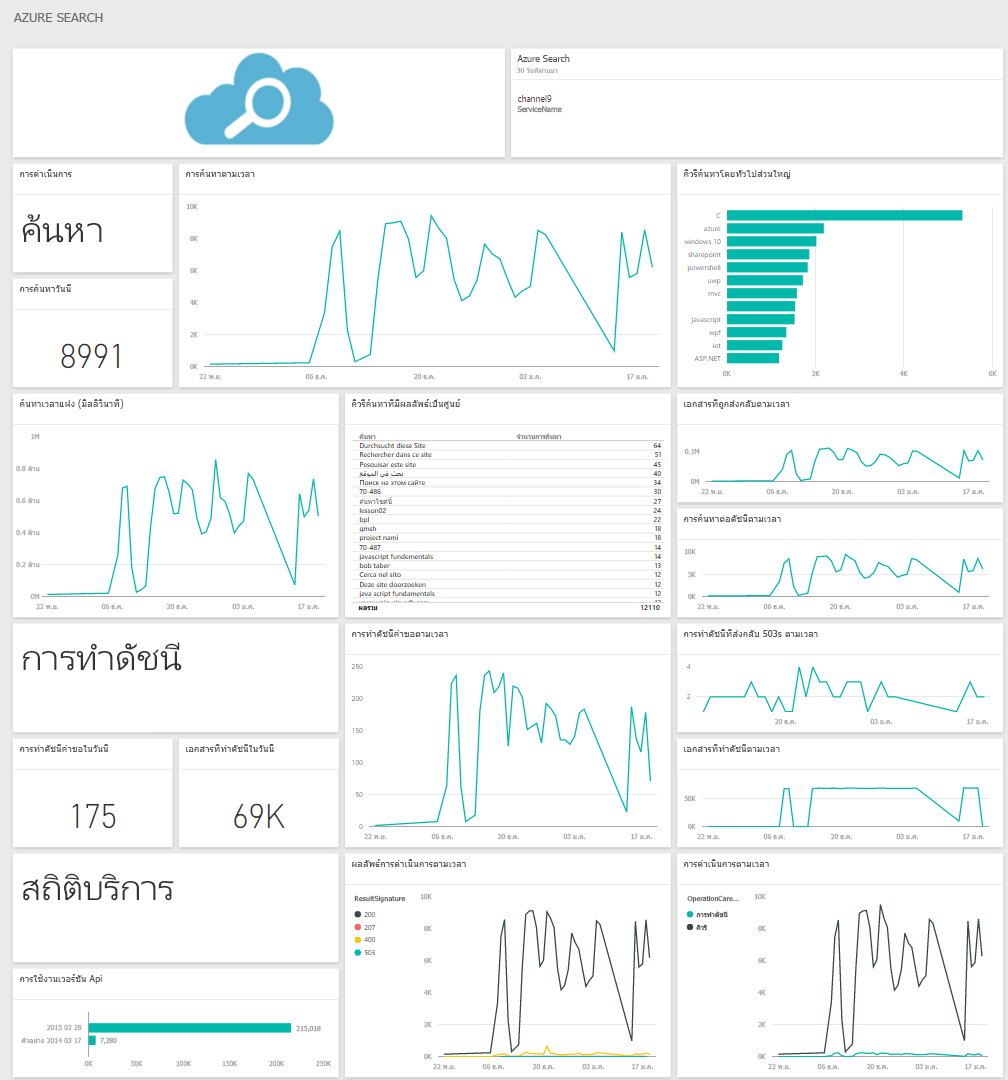 AZURE SEARCH
Azure Search
30 วันที่ผ่านมา
channel9
ServiceName
การดำเนินการ
ค้นหา
การค้นหาวันนี้
8991
การค้นหาตามเวลา
10K
8K
6K
4K
2K
0K
22 พ.ย. 06 ธ.ค. 20 ธ.ค. 03 ม.ค. 17 ม.ค.
คิวรีค้นหาโดยทั่วไปส่วนใหญ่
C
azure
windows 10
sharepoint
powershell
uwp
mvc
javascript
wpf
iot
ASP.NET
0K 2K 4K 6K
ค้นหาเวลาแฝง (มิลลิวินาที)
1M
0.8 ล้าน
0.6 ล้าน
0.4 ล้าน
0.2 ล้าน
0M
22 พ.ย. 06 ธ.ค. 20 ธ.ค. 03 ม.ค. 17 ม.ค.
คิวรีค้นหาที่มีผลลัพธ์เป็นศูนย์
ค้นหา จำนวนการค้นหา
Durchsucht diese Site 64
Rechercher dans ce site 51
Pesquisar este site 45
بحث في الموقع 40
Поиск на этом сайте 34
70-486 30
ค้นหาไซต์นี้ 27
lesson02 24
bpl 22
qmsh 18
project nami 18
70-487 14
javascript fundementals 14
bob taber 13
Cerca nel sito 12
Deze site doorzoeken 12
java script fundamentals 12
ผลรวม 12110
เอกสารที่ถูกส่งกลับตามเวลา
0.1M
0M
22 พ.ย. 06 ธ.ค. 20 ธ.ค. 03 ม.ค. 17 ม.ค.
การค้นหาต่อดัชนีตามเวลา
10K
5K
0K
22 พ.ย. 06 ธ.ค. 20 ธ.ค. 03 ม.ค. 17 ม.ค.
การทำดัชนี
การทำดัชนีคำขอตามเวลา
250
200
150
100
50
0
22 พ.ย. 06 ธ.ค. 20 ธ.ค. 03 ม.ค. 17 ม.ค.
การทำดัชนีที่ส่งกลับ 503s ตามเวลา
4
2
20 ธ.ค. 03 ม.ค. 17 ม.ค.
การทำดัชนีคำขอในวันนี้
175
เอกสารที่ทำดัชนีในวันนี้
69K
เอกสารที่ทำดัชนีตามเวลา
50K
0K
22 พ.ย. 06 ธ.ค. 20 ธ.ค. 03 ม.ค. 17 ม.ค.
สถิติบริการ
การใช้งานเวอร์ชัน Api
2015 02 28 215,018
ตัวอย่าง 2014 03 17 7,280
0K 50K 100K 150K 200K 250K
ผลลัพธ์การดำเนินการตามเวลา
ResultSignature
200
207
400
503
10K
8K
6K
4K
2K
0K
22 พ.ย. 06 ธ.ค. 20 ธ.ค. 03 ม.ค. 17 ม.ค.
การดำเนินการตามเวลา
OperationCare...
การทำดัชนี
คิวรี
10K
8K
6K
4K
2K
0K
22 พ.ย. 06 ธ.ค. 20 ธ.ค. 03 ม.ค. 17 ม.ค.